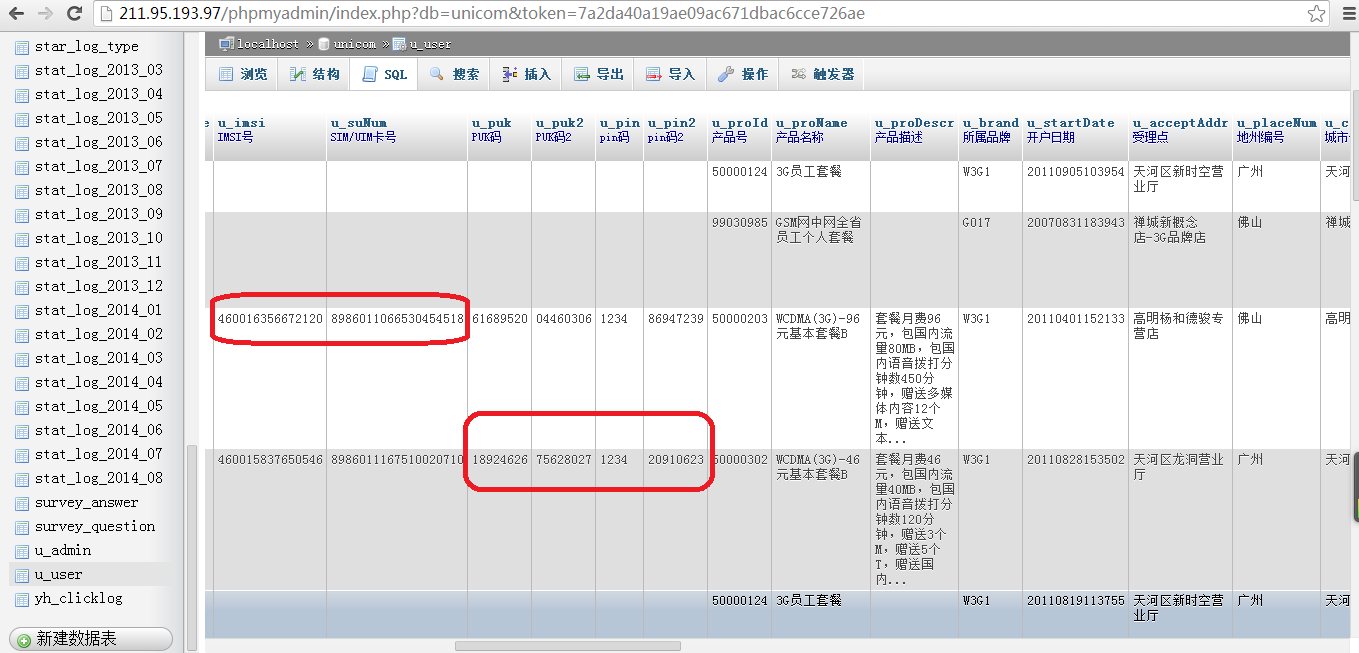 211.95.193.97/phpmyadmin/index.php?db=unicom&token=7a2da40a19ae09ac671dbac6cce726ae
star_log_type
stat_log_2013_03
stat_log_2013_04
stat_log_2013_05
stat_log_2013_06
stat_log_2013_07
stat_log_2013_08
stat_log_2013_09
stat_log_2013_10
stat_log_2013_11
stat_log_2013_12
stat_log_2014_01
stat_log_2014_02
stat_log_2014_03
stat_log_2014_04
stat_log_2014_05
stat_log_2014_06
stat_log_2014_07
stat_log_2014_08
survey_answer
survey_question
u_admin
u_user
yh_clicklog
新建数据表
localhost » unicom » u_user
浏览 结构 SQL 搜索 插入 导出 导入 操作 触发器
e u_imsi u_suNum u_puk u_puk2 u_pin u_pin2 u_proId u_proName u_proDescr u_brand u_startDate u_acceptAddr u_placeNum u_c
IMSI号 SIM/UIM卡号 PUK码 PUK码2 pin码 pin码2 产品号 产品名称 产品描述 所属品牌 开户日期 受理点 地州编号 城市
50000124 3G员工套餐 W3G1 20110905103954 天河区新时空营 广州 天河
业厅
99030985 GSM网中网全省 G017 20070831183943 禅城新概念 佛山 禅城
员工个人套餐 店-3G品牌店
460016356672120 8986011066530454518 61689520 04460306 1234 86947239 50000203 WCDMA(3G)-96 套餐月费96 W3G1 20110401152133 高明杨和德骏专 佛山 高明
元基本套餐B 元，包国内流 营店
量80MB，包国
内语音拨打分
钟数450分
钟，赠送多媒
体内容12个
M，赠送文
本...
460015837650546 8986011167510020710 18924626 75628027 1234 20910623 50000302 WCDMA(3G)-46 套餐月费46 W3G1 20110828153502 天河区龙洞营业 广州 天河
元基本套餐B 元，包国内流 厅
量40MB，包国
内语音拨打分
钟数120分
钟，赠送3个
M，赠送5个
T，赠送国
内...
50000124 3G员工套餐 W3G1 20110819113755 天河区新时空营 广州 天河
业厅